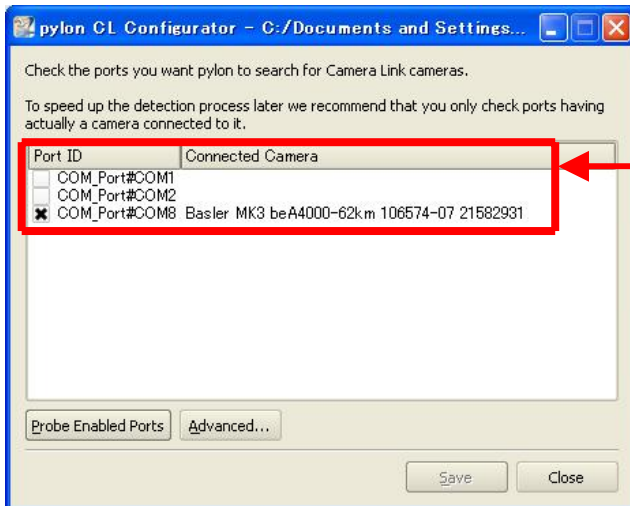 pylon CL Configurator - C:/Documents and Settings...
Check the ports you want pylon to search for Camera Link cameras.
To speed up the detection process later we recommend that you only check ports having
actually a camera connected to it.
Port ID Connected Camera
COM_Port#COM1
COM_Port#COM2
COM_Port#COM8 Basler MK3 beA4000-62km 106574-07 21582931
Probe Enabled Ports Advanced...
Save Close